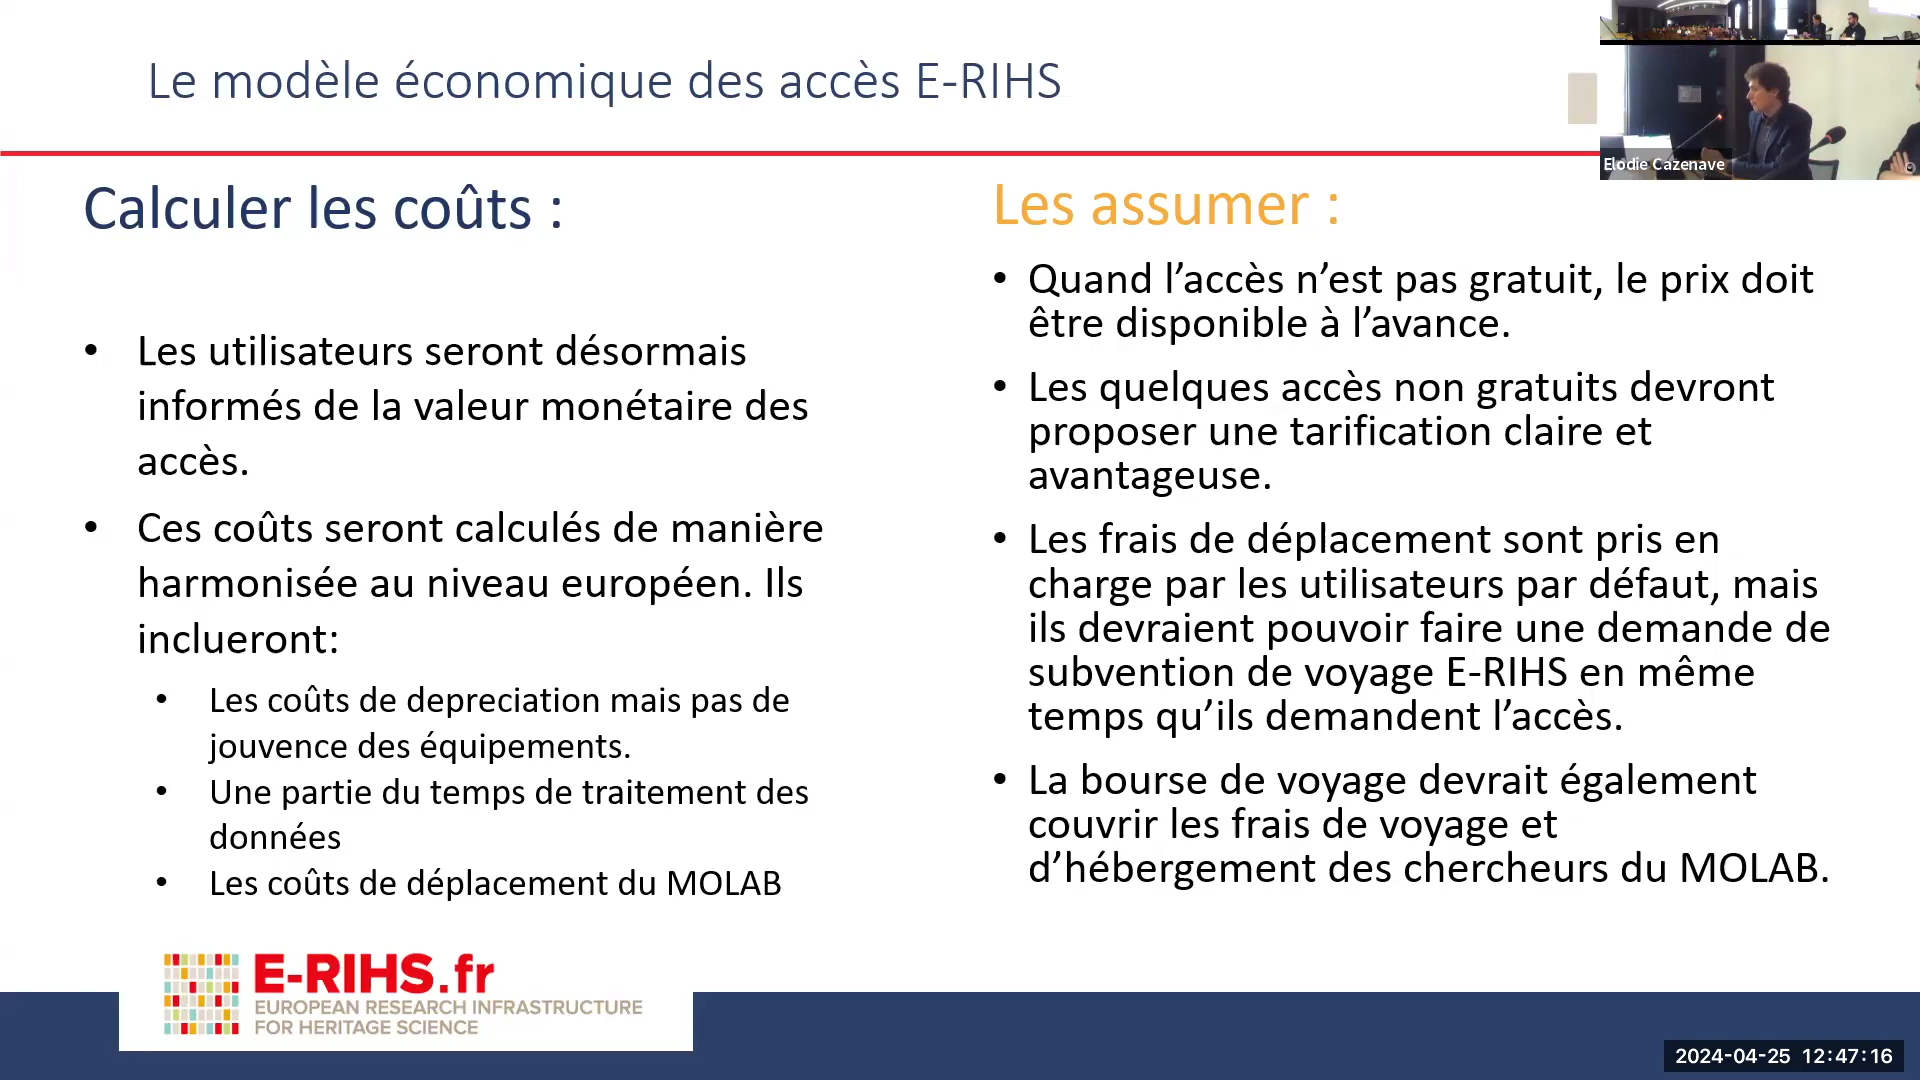 Le modèle économique des accès E-RIHS
Elodie Cazenave
Calculer les coûts :
• Les utilisateurs seront désormais
informés de la valeur monétaire des
accès.
• Ces coûts seront calculés de manière
harmonisée au niveau européen. Ils
inclueront:
• Les coûts de depreciation mais pas de
jouvence des équipements.
• Une partie du temps de traitement des
données
• Les coûts de déplacement du MOLAB
Les assumer :
• Quand l’accès n’est pas gratuit, le prix doit
être disponible à l’avance.
• Les quelques accès non gratuits devront
proposer une tarification claire et
avantageuse.
• Les frais de déplacement sont pris en
charge par les utilisateurs par défaut, mais
ils devraient pouvoir faire une demande de
subvention de voyage E-RIHS en même
temps qu’ils demandent l’accès.
• La bourse de voyage devrait également
couvrir les frais de voyage et
d’hébergement des chercheurs du MOLAB.
E-RIHS.fr
EUROPEAN RESEARCH INFRASTRUCTURE
FOR HERITAGE SCIENCE
2024-04-25 12:47:16